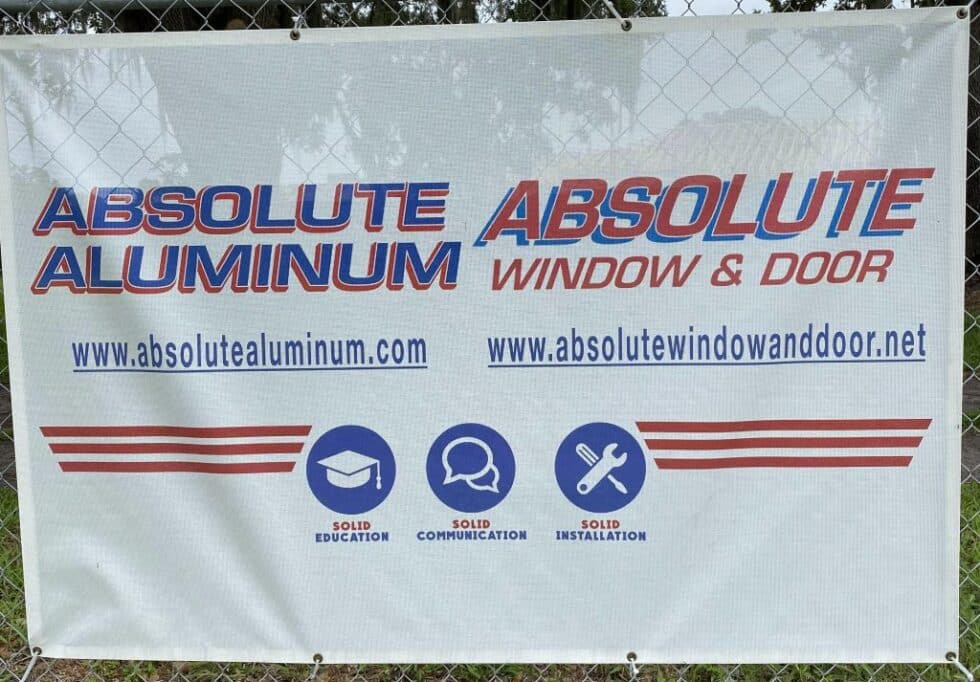 ABSOLUTE
ALUMINUM
www.absolutealuminum.com
ABSOLUTE
WINDOW & DOOR
www.absolutewindowanddoor.net
SOLID
EDUCATION
SOLID
COMMUNICATION
SOLID
INSTALLATION